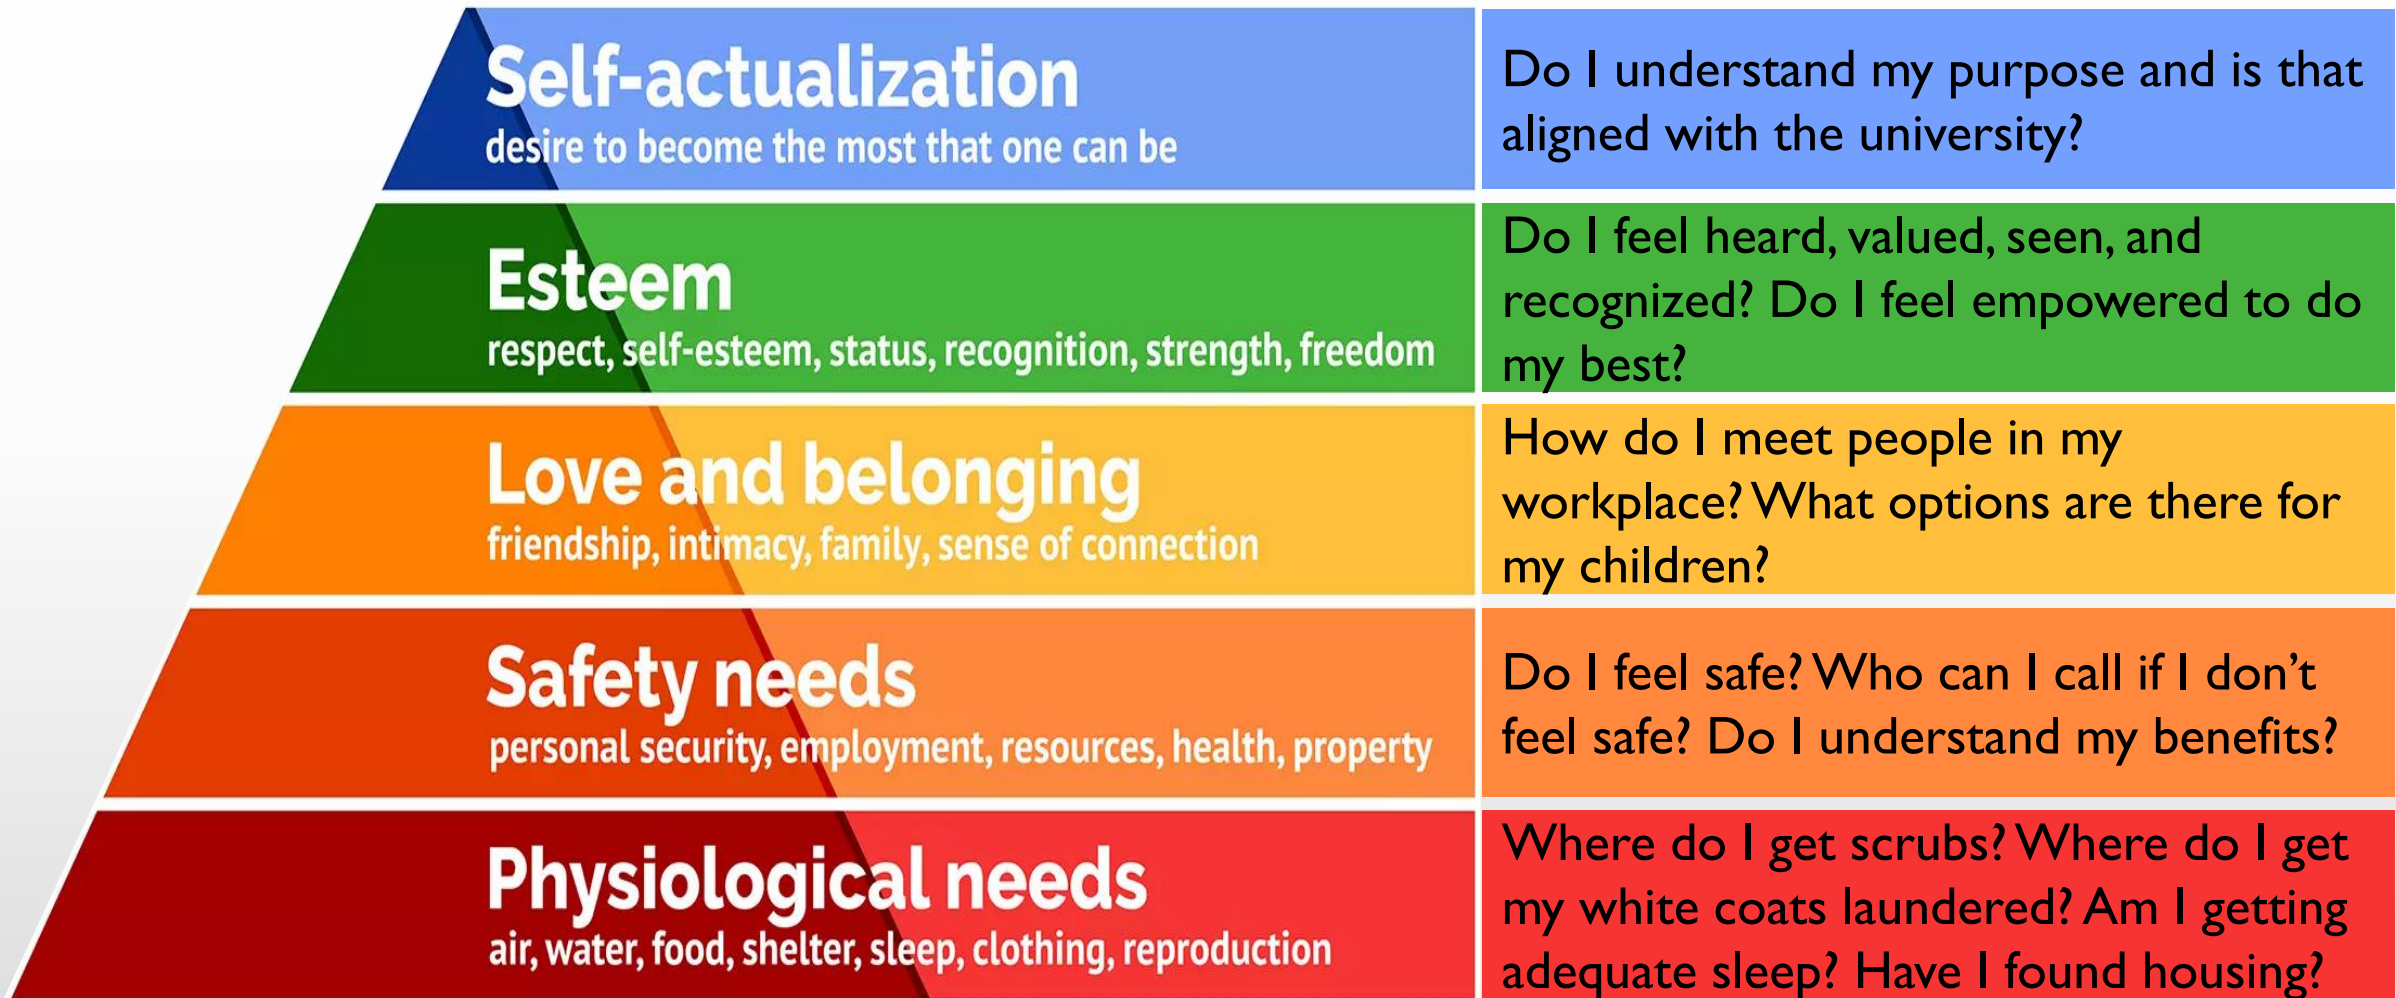 Self-actualization
desire to become the most that one can be
Do I understand my purpose and is that
aligned with the university?
Esteem
respect, self-esteem, status, recognition, strength, freedom
Do I feel heard, valued, seen, and
recognized? Do I feel empowered to do
my best?
Love and belonging
friendship, intimacy, family, sense of connection
How do I meet people in my
workplace? What options are there for
my children?
Safety needs
personal security, employment, resources, health, property
Do I feel safe? Who can I call if I don’t
feel safe? Do I understand my benefits?
Physiological needs
air, water, food, shelter, sleep, clothing, reproduction
Where do I get scrubs? Where do I get
my white coats laundered? Am I getting
adequate sleep? Have I found housing?